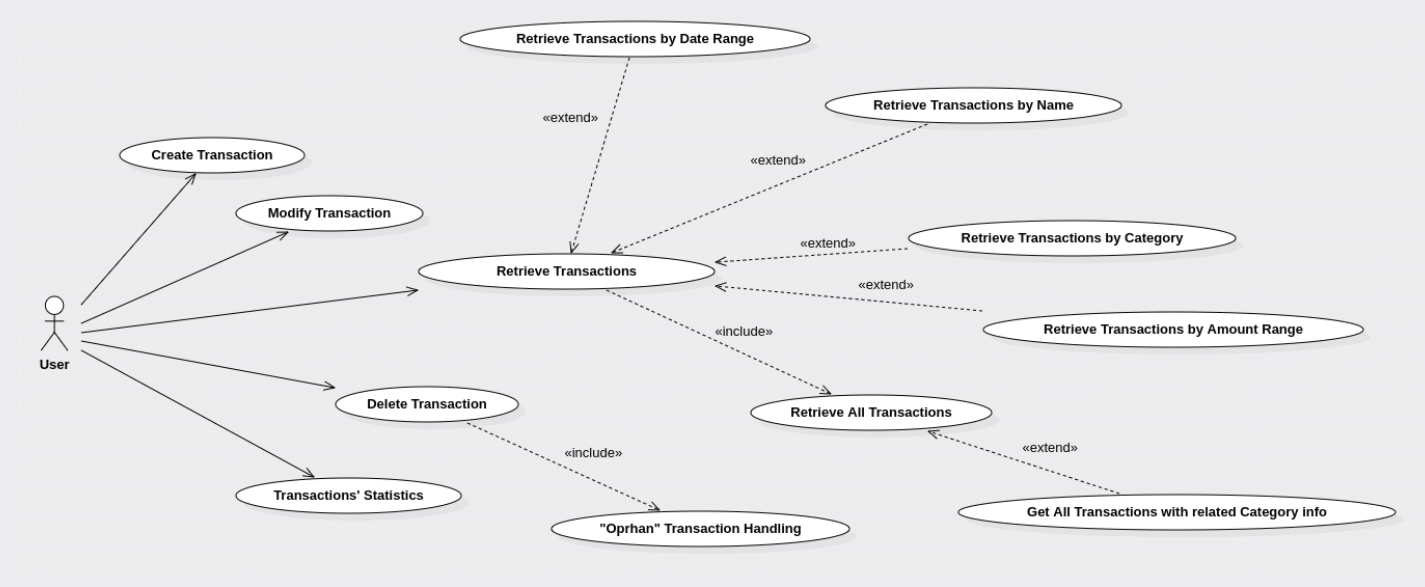 Retrieve Transactions by Date Range
Retrieve Transactions by Name
«extend»
Create Transaction
«extend»
Modify Transaction
Retrieve Transactions by Category
«extend»
Retrieve Transactions
«extend»
Retrieve Transactions by Amount Range
«include»
User
Delete Transaction
Retrieve All Transactions
«extend»
«include»
Transactions' Statistics
Get All Transactions with related Category info
"Oprhan" Transaction Handling